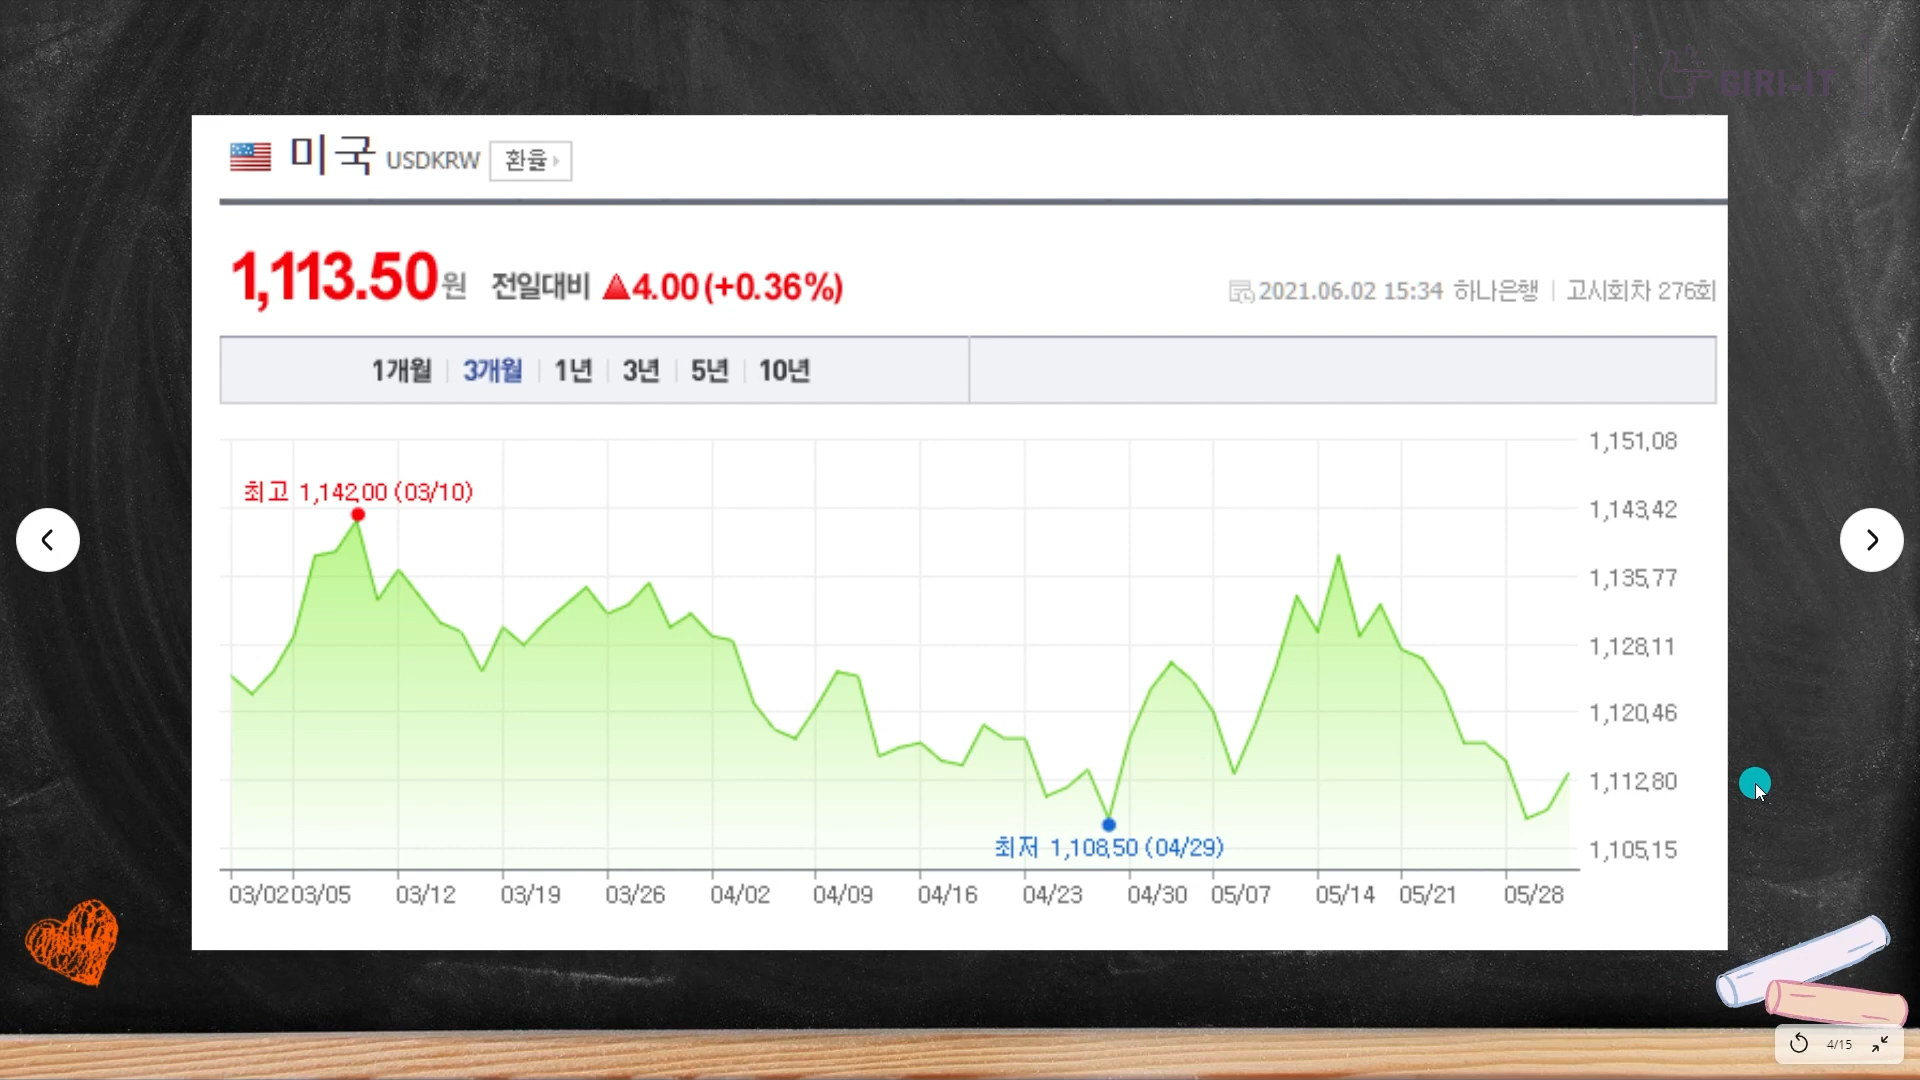 GIRI-IT
미국 USDKRW 환율
1,113.50원 전일대비 ▲4.00(+0.36%)
2021.06.02 15:34 하나은행 | 고시회차 276회
1개월 | 3개월 | 1년 | 3년 | 5년 | 10년
1,151.08
최고 1,142.00 (03/10)
1,143.42
1,135.77
1,128.11
1,120.46
1,112.80
최저 1,108.50 (04/29)
1,105.15
03/02 03/05 03/12 03/19 03/26 04/02 04/09 04/16 04/23 04/30 05/07 05/14 05/21 05/28
4/15